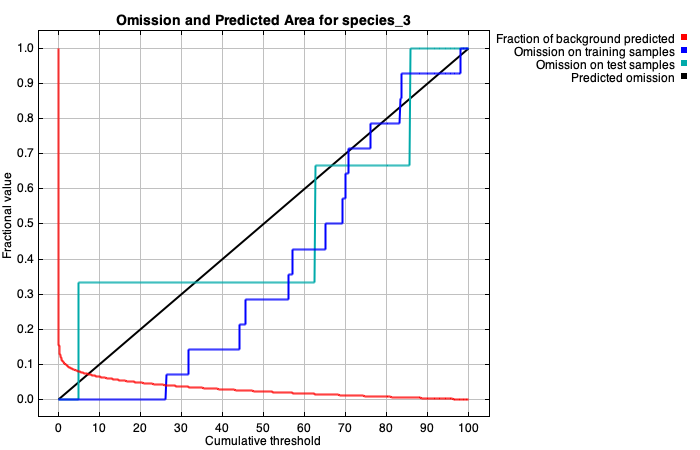 Omission and Predicted Area for species_3
Fraction of background predicted
Omission on training samples
Omission on test samples
Predicted omission
Fractional value
1.0
0.9
0.8
0.7
0.6
0.5
0.4
0.3
0.2
0.1
0.0
0 10 20 30 40 50 60 70 80 90 100
Cumulative threshold